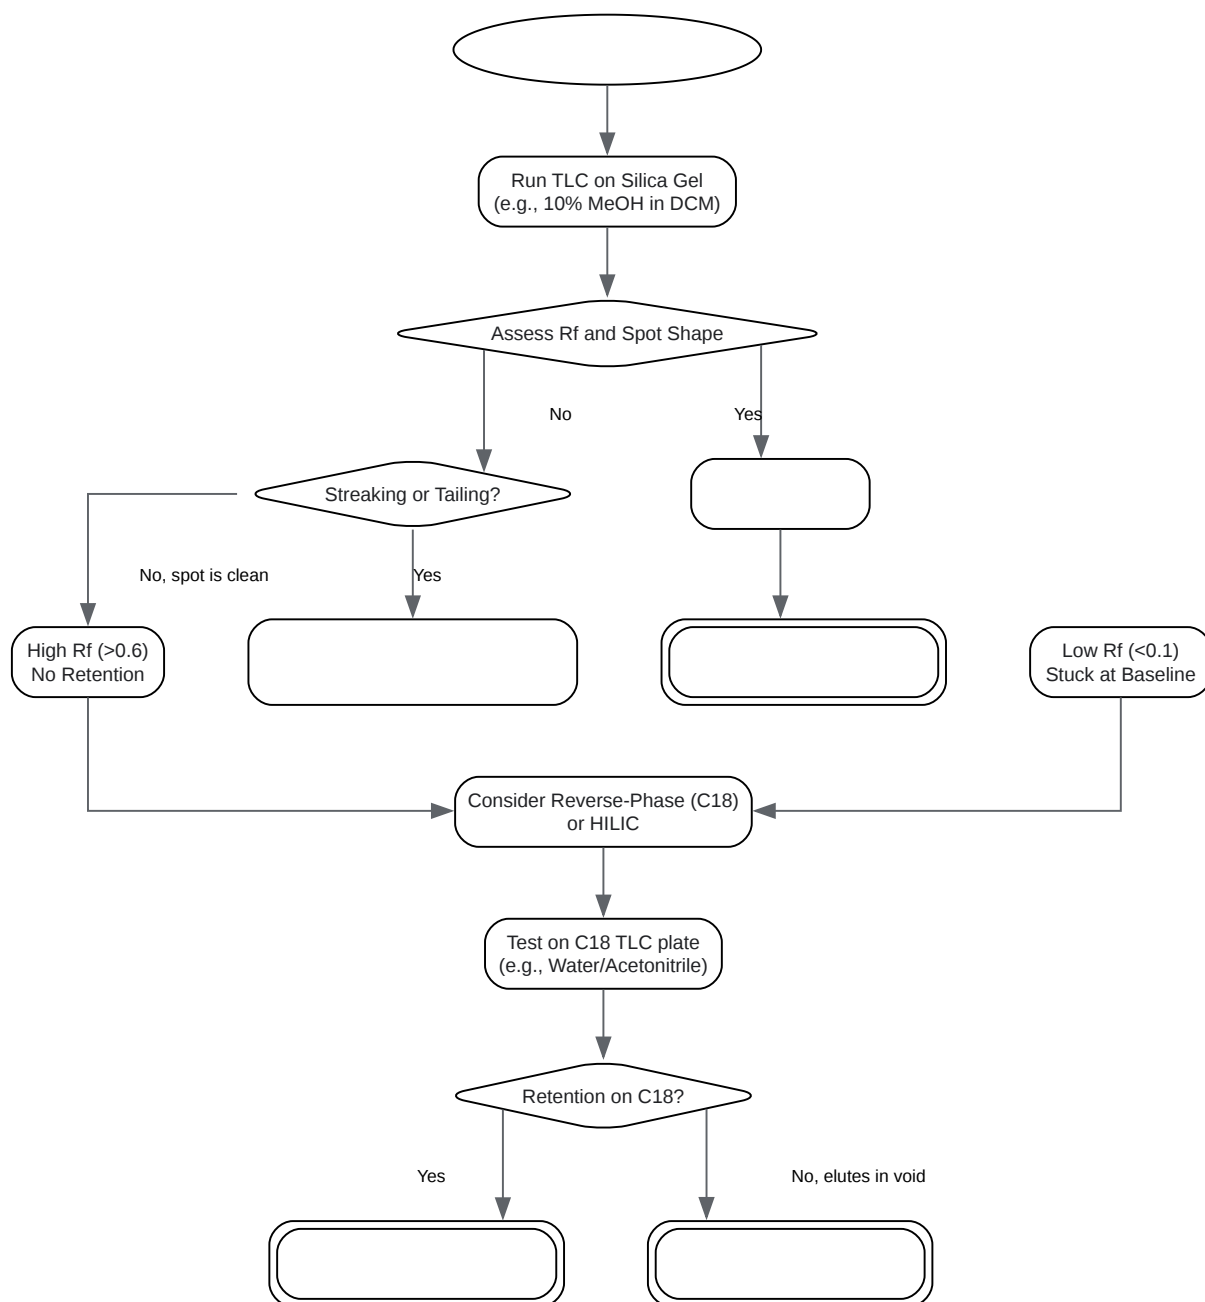 Run TLC on Silica Gel
(e.g., 10% MeOH in DCM)
Assess Rf and Spot Shape
No
Yes
Streaking or Tailing?
No, spot is clean
Yes
High Rf (>0.6)
No Retention
Low Rf (<0.1)
Stuck at Baseline
Consider Reverse-Phase (C18)
or HILIC
Test on C18 TLC plate
(e.g., Water/Acetonitrile)
Retention on C18?
Yes
No, elutes in void